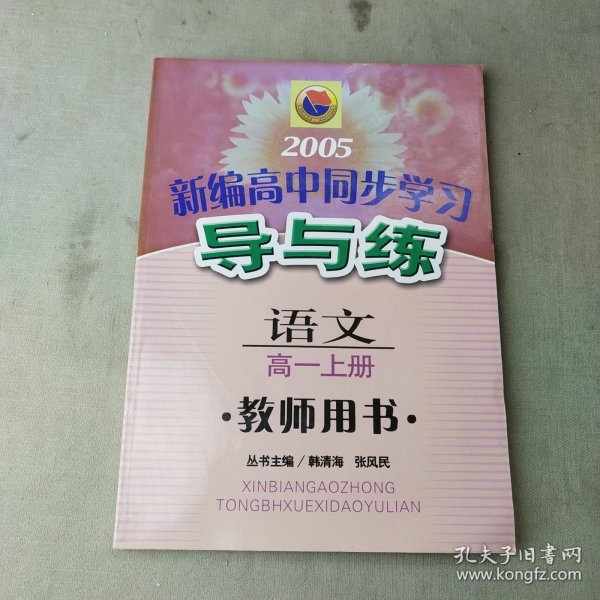 2005
新编高中同步学习
导与练
语文
高一上册
·教师用书·
丛书主编/韩清海 张风民
XINBIANGAOZHONG
TONGBHXUEXIDAOYULIAN
孔夫子旧书网
www.kongfz.com